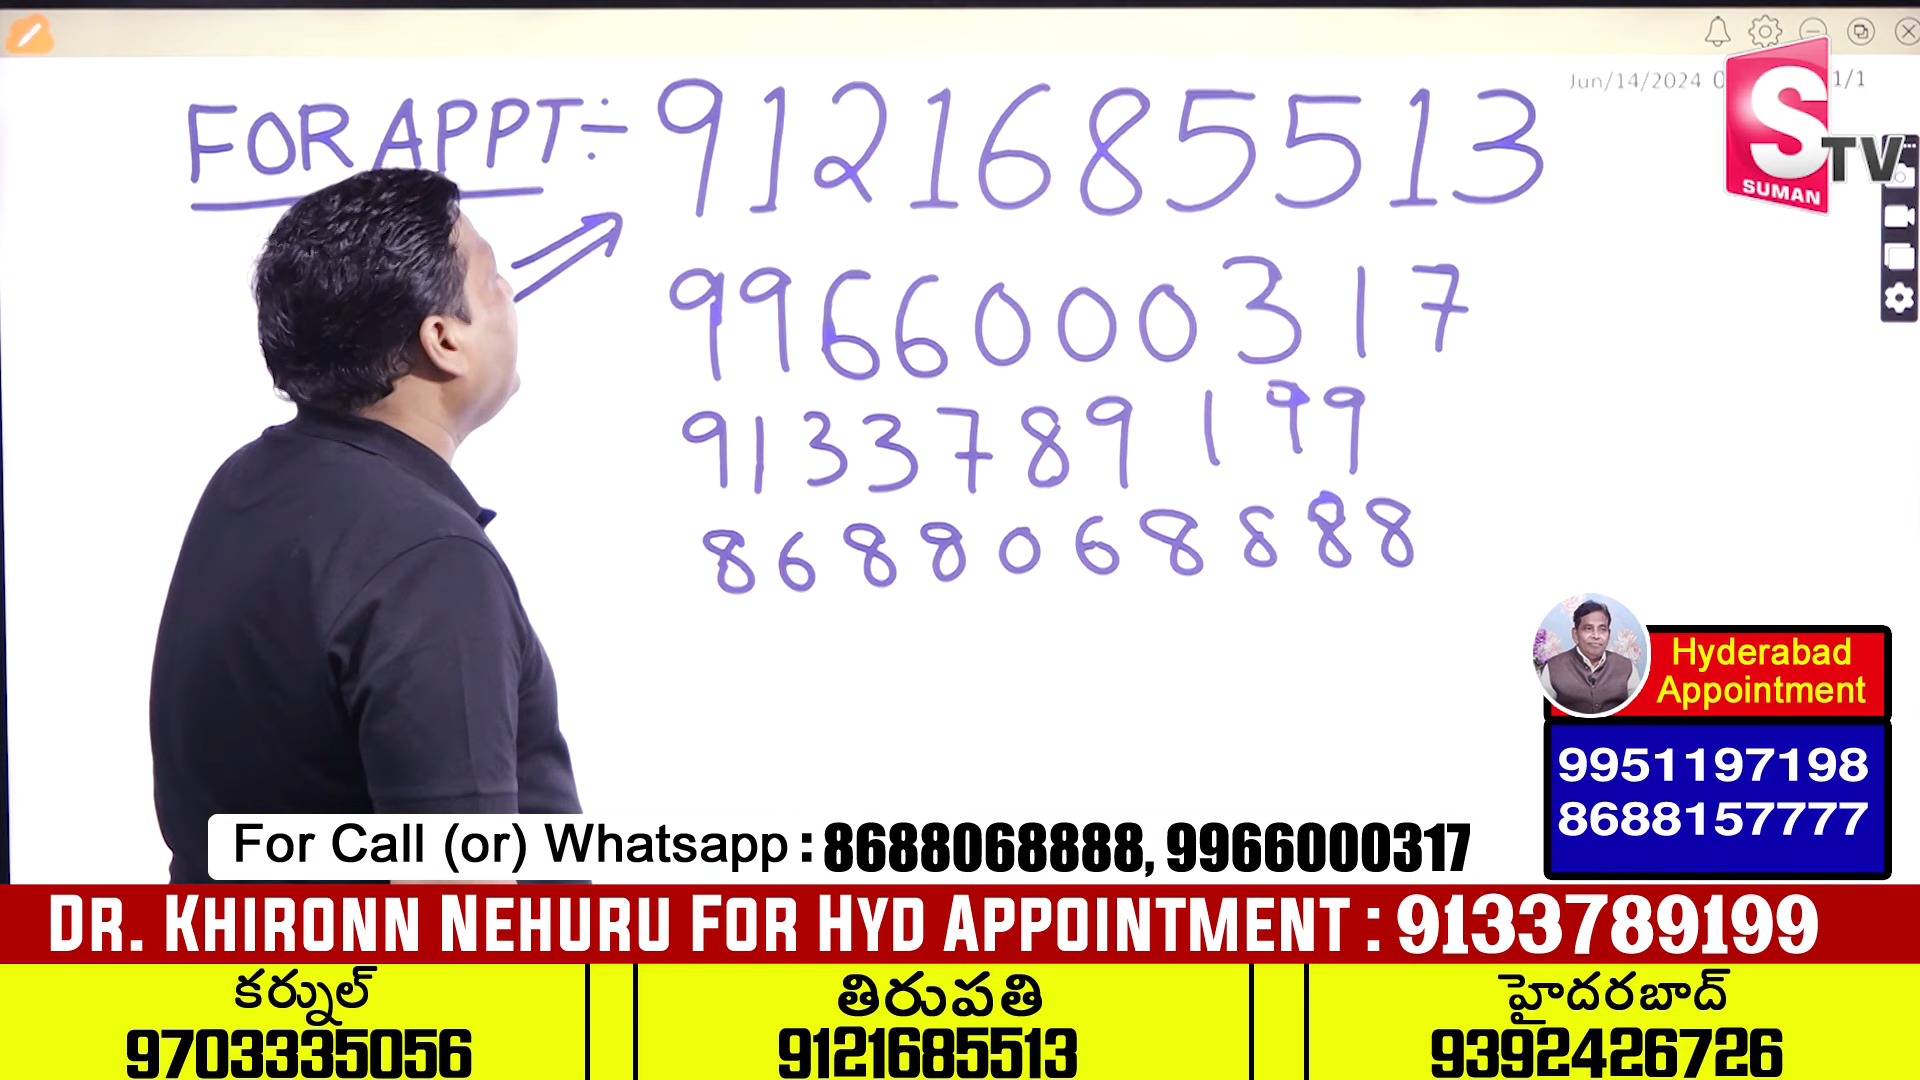 FOR APPT:- 9121685513
9966000317
9133789199
8688068888
Jun/14/2024 0
1/1
S
TV
SUMAN
Hyderabad
Appointment
9951197198
8688157777
For Call (or) Whatsapp : 8688068888, 9966000317
DR. KHIRONN NEHURU FOR HYD APPOINTMENT : 9133789199
కర్నుల్
9703335056
తిరుపతి
9121685513
హైదరబాద్
9392426726